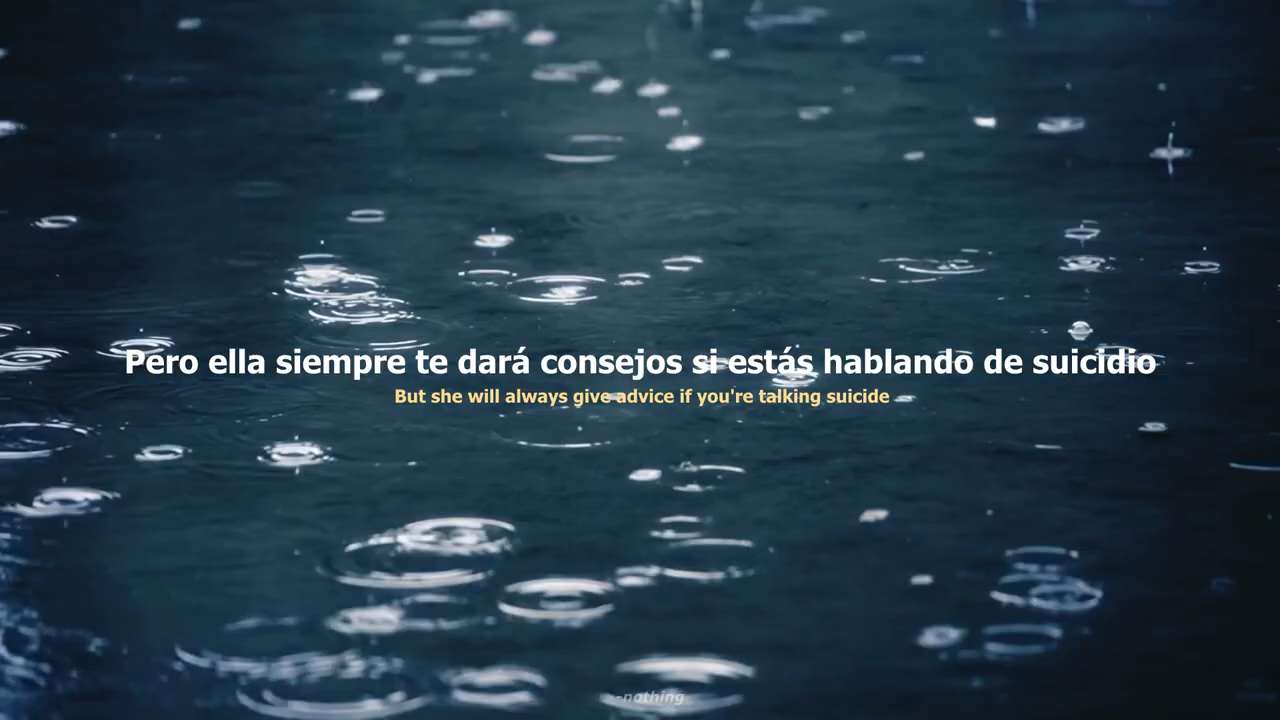 Pero ella siempre te dará consejos si estás hablando de suicidio
But she will always give advice if you're talking suicide
-nothing